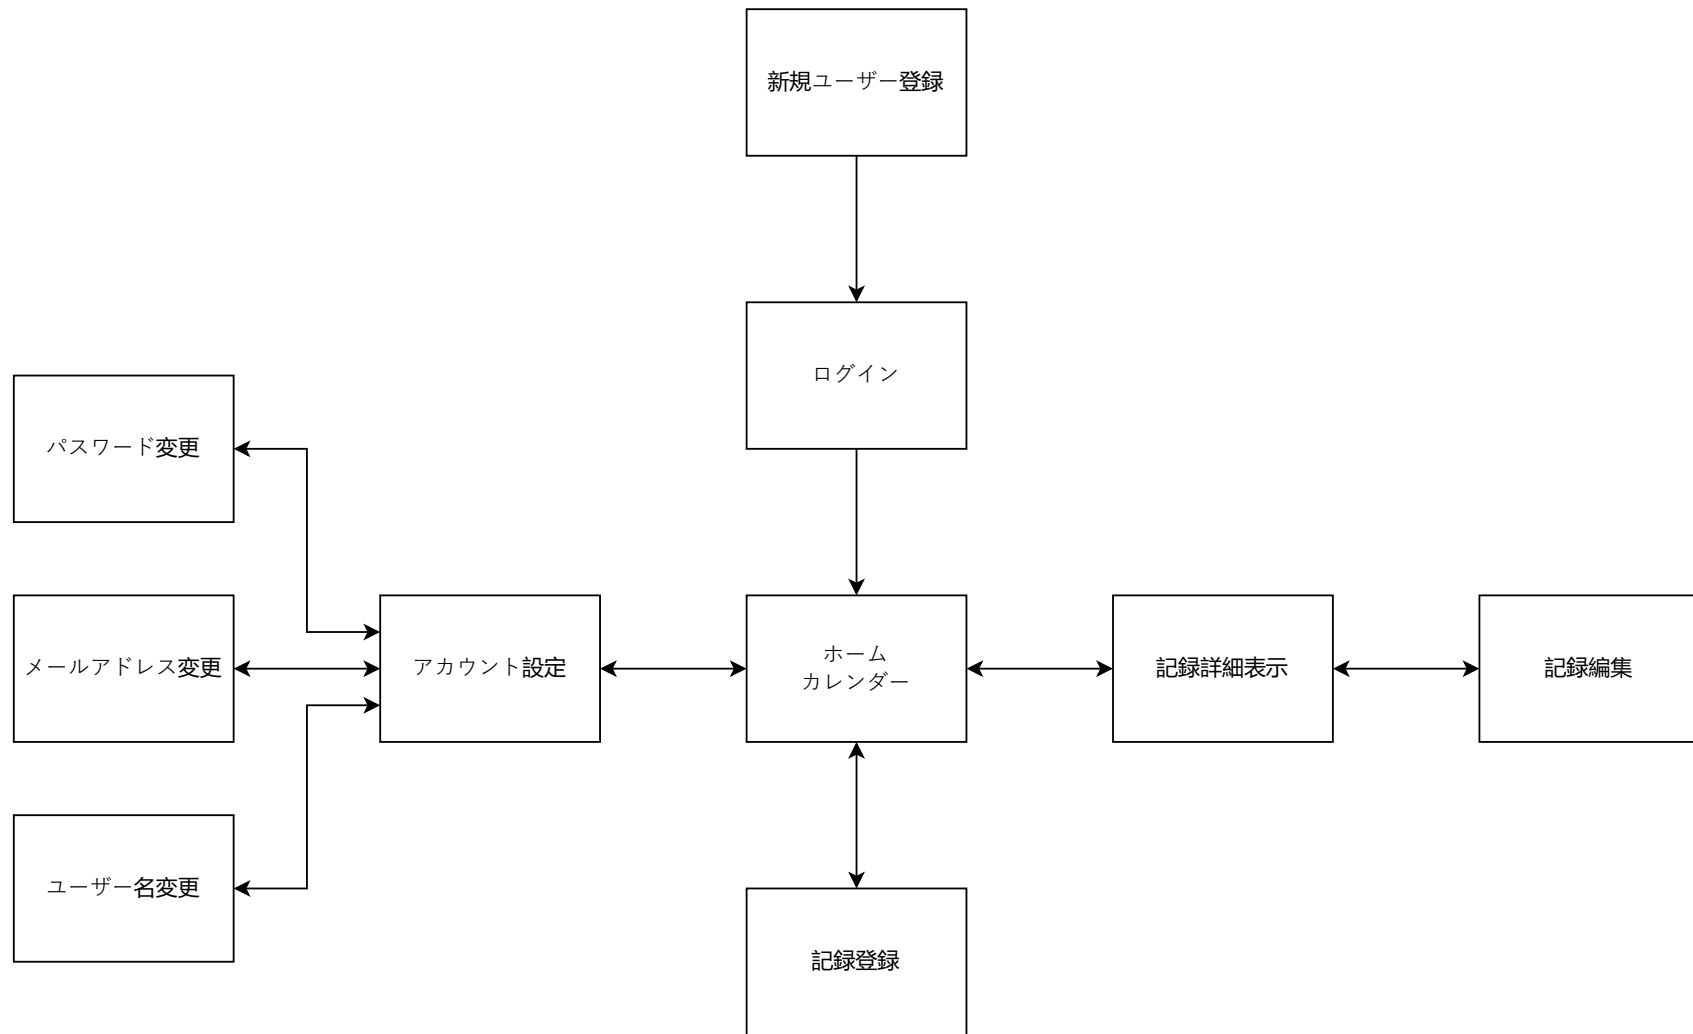 新規ユーザー登録
ログイン
パスワード変更
メールアドレス変更
アカウント設定
ホーム
カレンダー
記録詳細表示
記録編集
ユーザー名変更
記録登録